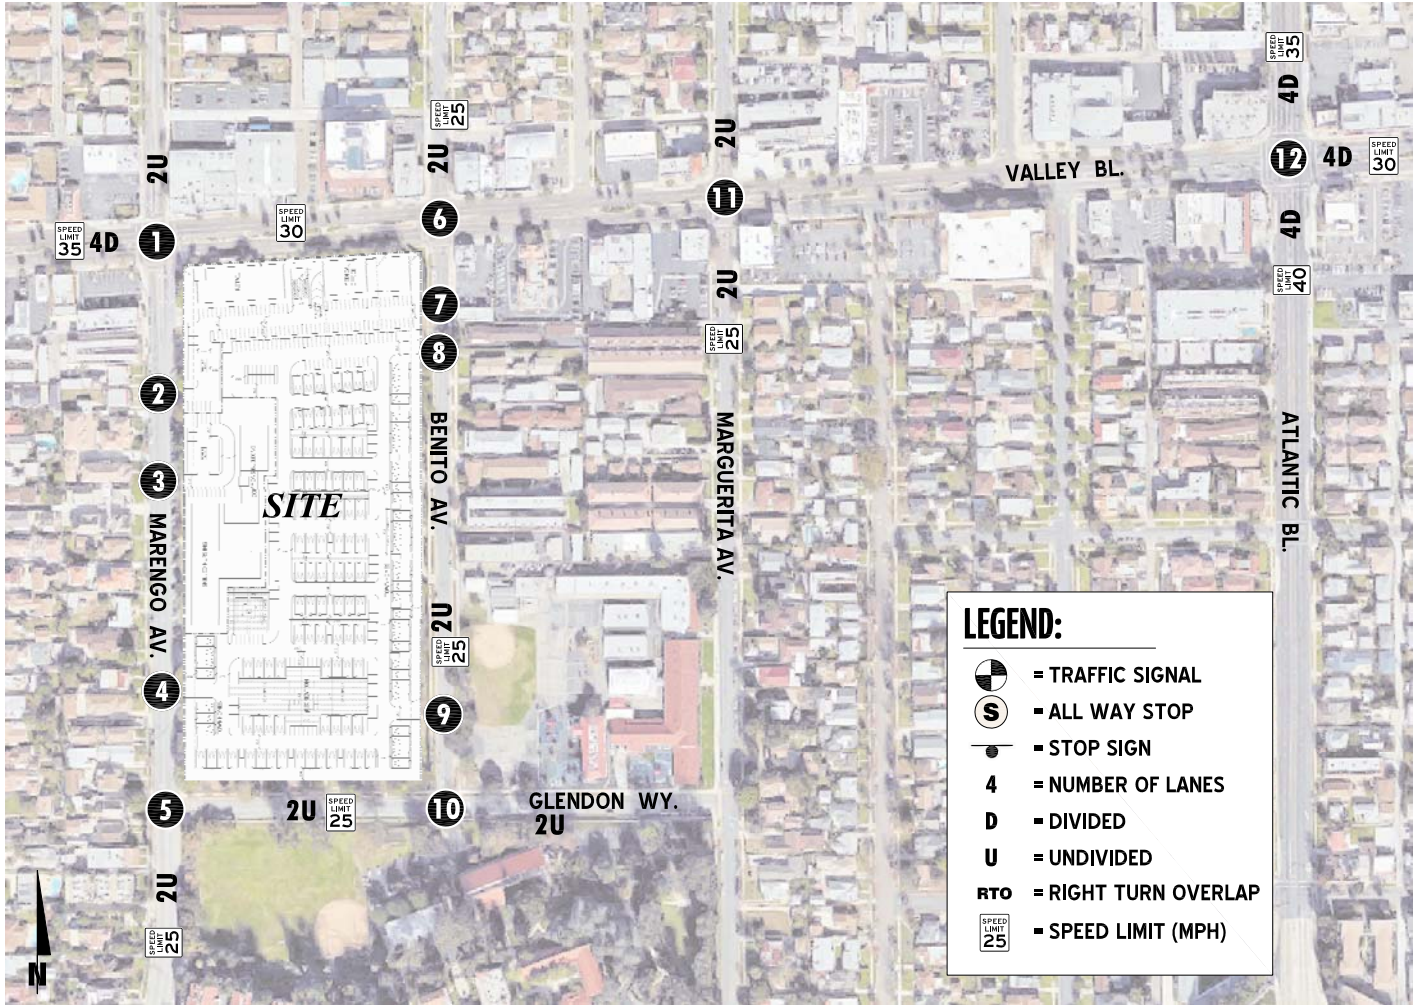 SPEED LIMIT 35
4D
SPEED LIMIT 25
2U
2U
2U
12
4D
SPEED LIMIT 30
VALLEY BL.
11
6
SPEED LIMIT 30
SPEED LIMIT 35
4D
1
4D
2U
SPEED LIMIT 40
7
SPEED LIMIT 25
8
2
BENITO AV.
MARGUERITA AV.
ATLANTIC BL.
3
SITE
MARENGO AV.
2U
SPEED LIMIT 25
4
9
5
2U
SPEED LIMIT 25
10
GLENDON WY.
2U
2U
SPEED LIMIT 25
N
LEGEND:
= TRAFFIC SIGNAL
S = ALL WAY STOP
= STOP SIGN
4 = NUMBER OF LANES
D = DIVIDED
U = UNDIVIDED
RTO = RIGHT TURN OVERLAP
SPEED LIMIT 25 = SPEED LIMIT (MPH)